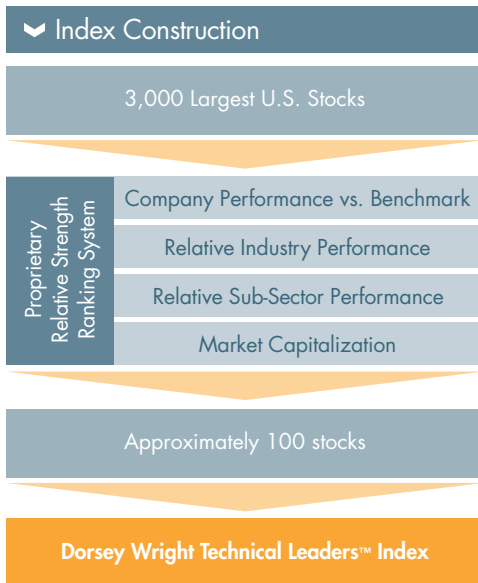 Index Construction
3,000 Largest U.S. Stocks
Proprietary
Relative Strength
Ranking System
Company Performance vs. Benchmark
Relative Industry Performance
Relative Sub-Sector Performance
Market Capitalization
Approximately 100 stocks
Dorsey Wright Technical Leaders™ Index